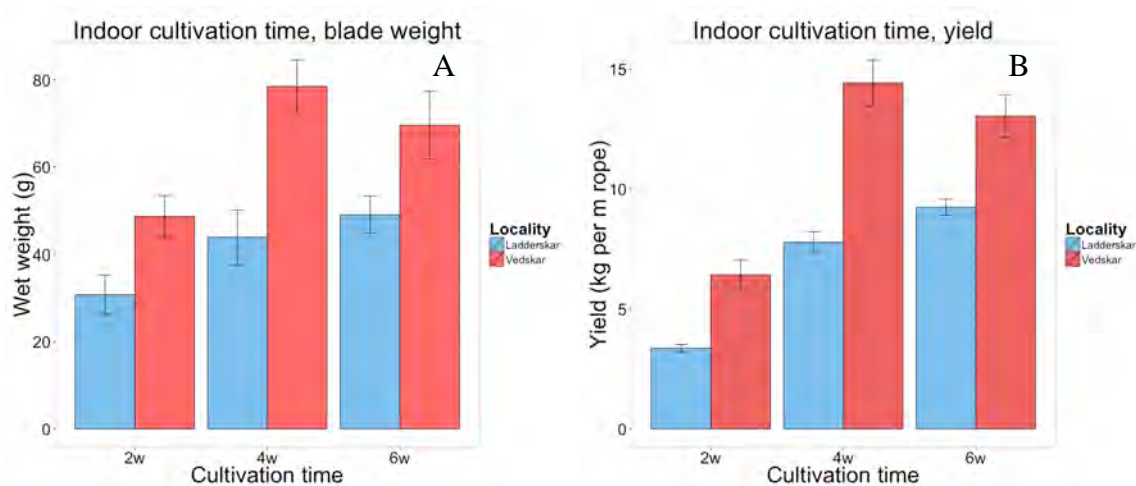 Indoor cultivation time, blade weight
A
80
60
40
20
0
Wet weight (g)
2w
4w
6w
Cultivation time
Locality
Ladderskar
Vedskar
Indoor cultivation time, yield
B
15
10
5
0
Yield (kg per m rope)
2w
4w
6w
Cultivation time
Locality
Ladderskar
Vedskar